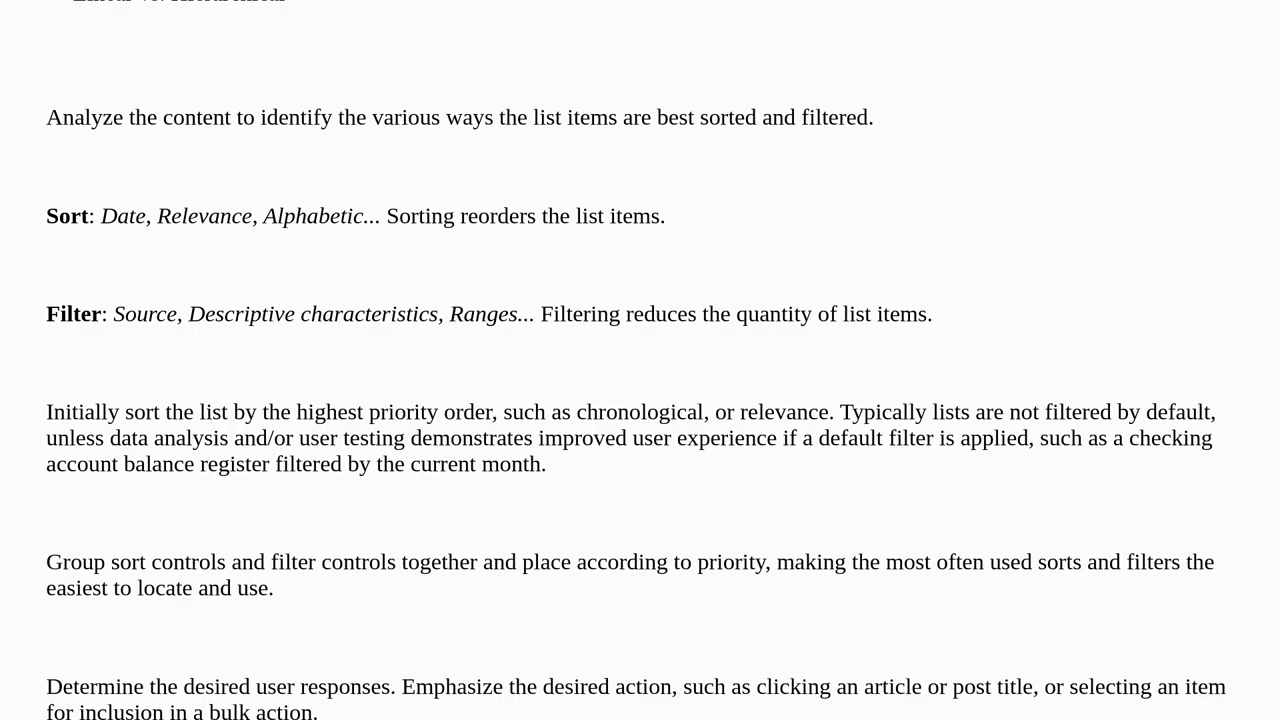 Analyze the content to identify the various ways the list items are best sorted and filtered.
Sort: Date, Relevance, Alphabetic... Sorting reorders the list items.
Filter: Source, Descriptive characteristics, Ranges... Filtering reduces the quantity of list items.
Initially sort the list by the highest priority order, such as chronological, or relevance. Typically lists are not filtered by default,
unless data analysis and/or user testing demonstrates improved user experience if a default filter is applied, such as a checking
account balance register filtered by the current month.
Group sort controls and filter controls together and place according to priority, making the most often used sorts and filters the
easiest to locate and use.
Determine the desired user responses. Emphasize the desired action, such as clicking an article or post title, or selecting an item
for inclusion in a bulk action.